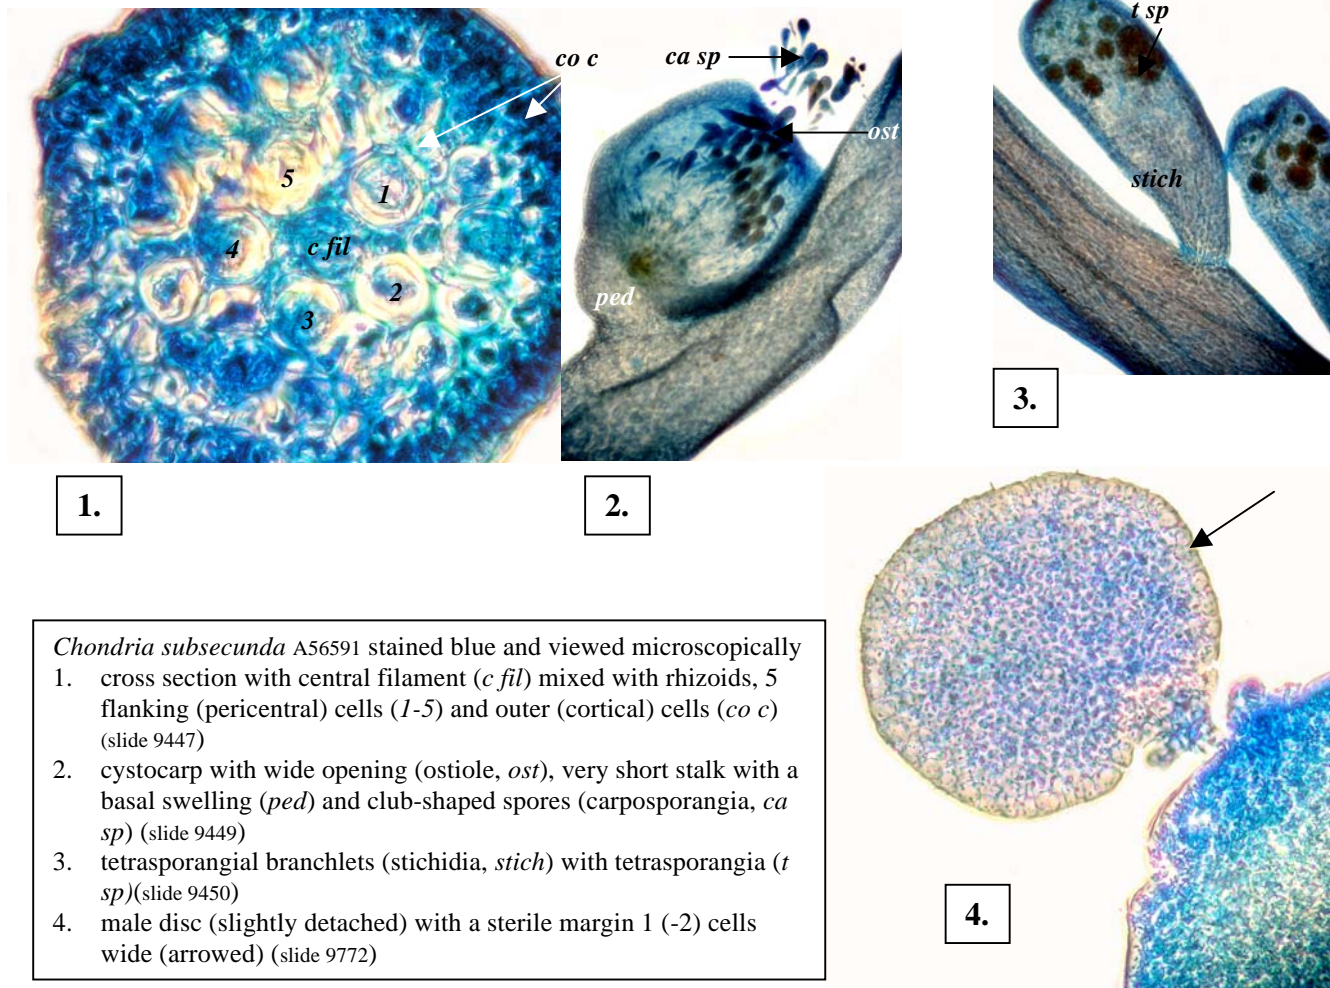 co c
ca sp
ost
t sp
stich
5
1
4
c fil
2
3
ped
1.
2.
3.
4.
Chondria subsecunda A56591 stained blue and viewed microscopically
1. cross section with central filament (c fil) mixed with rhizoids, 5
flanking (pericentral) cells (1-5) and outer (cortical) cells (co c)
(slide 9447)
2. cystocarp with wide opening (ostiole, ost), very short stalk with a
basal swelling (ped) and club-shaped spores (carposporangia, ca
sp) (slide 9449)
3. tetrasporangial branchlets (stichidia, stich) with tetrasporangia (t
sp)(slide 9450)
4. male disc (slightly detached) with a sterile margin 1 (-2) cells
wide (arrowed) (slide 9772)